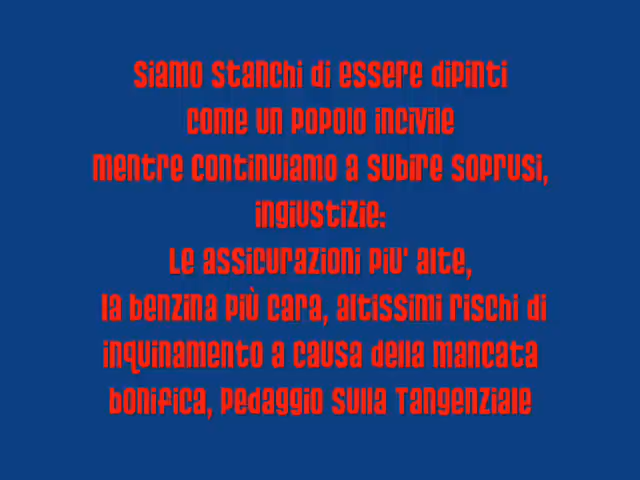 Siamo stanchi di essere dipinti
come un popolo incivile
mentre continuiamo a subire soprusi,
ingiustizie:
Le assicurazioni piu' alte,
la benzina più cara, altissimi rischi di
inquinamento a causa della mancata
bonifica, pedaggio sulla Tangenziale